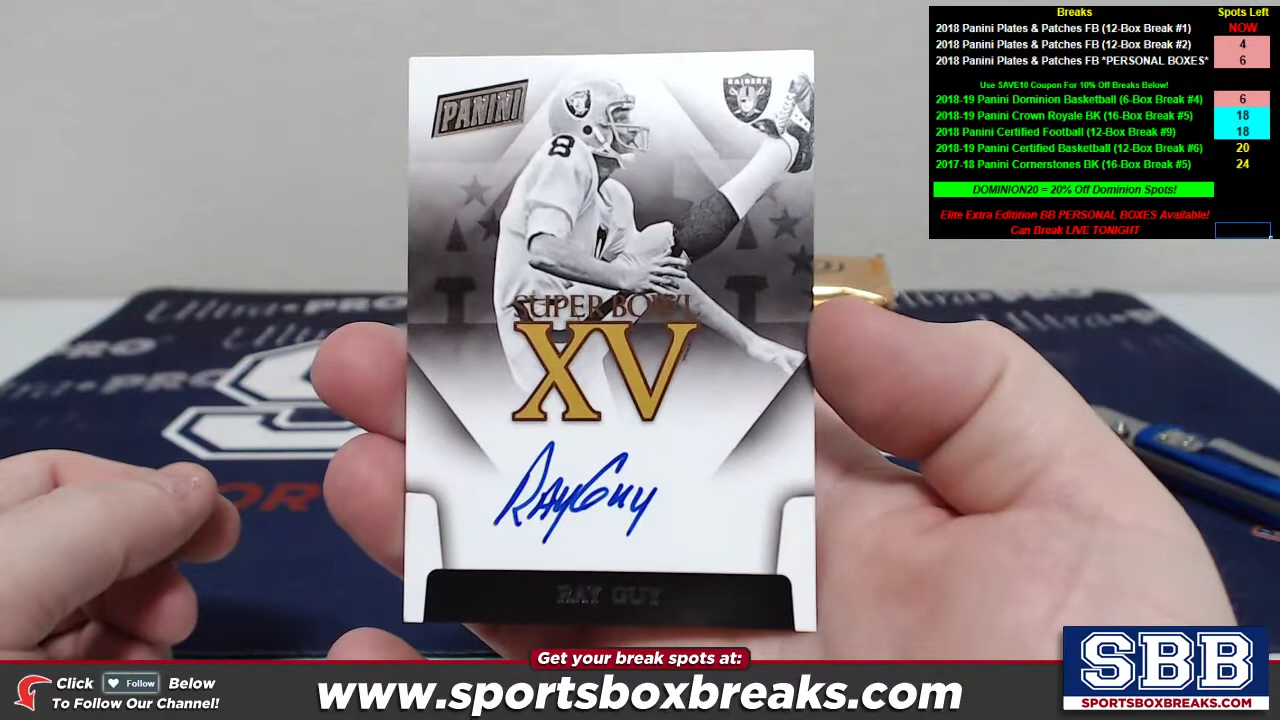 Breaks Spots Left
2018 Panini Plates & Patches FB (12-Box Break #1) NOW
2018 Panini Plates & Patches FB (12-Box Break #2) 4
2018 Panini Plates & Patches FB *PERSONAL BOXES* 6
Use SAVE10 Coupon For 10% Off Breaks Below!
2018-19 Panini Dominion Basketball (6-Box Break #4) 6
2018-19 Panini Crown Royale BK (16-Box Break #5) 18
2018 Panini Certified Football (12-Box Break #9) 18
2018-19 Panini Certified Basketball (12-Box Break #6) 20
2017-18 Panini Cornerstones BK (16-Box Break #5) 24
DOMINION20 = 20% Off Dominion Spots!
Elite Extra Edition BB PERSONAL BOXES Available!
Can Break LIVE TONIGHT
PANINI
RAIDERS
8
SUPER BOWL
XV
Ray Guy
RAY GUY
Ultra PRO
Get your break spots at:
Click Follow Below
To Follow Our Channel!
www.sportsboxbreaks.com
SBB
SPORTSBOXBREAKS.COM